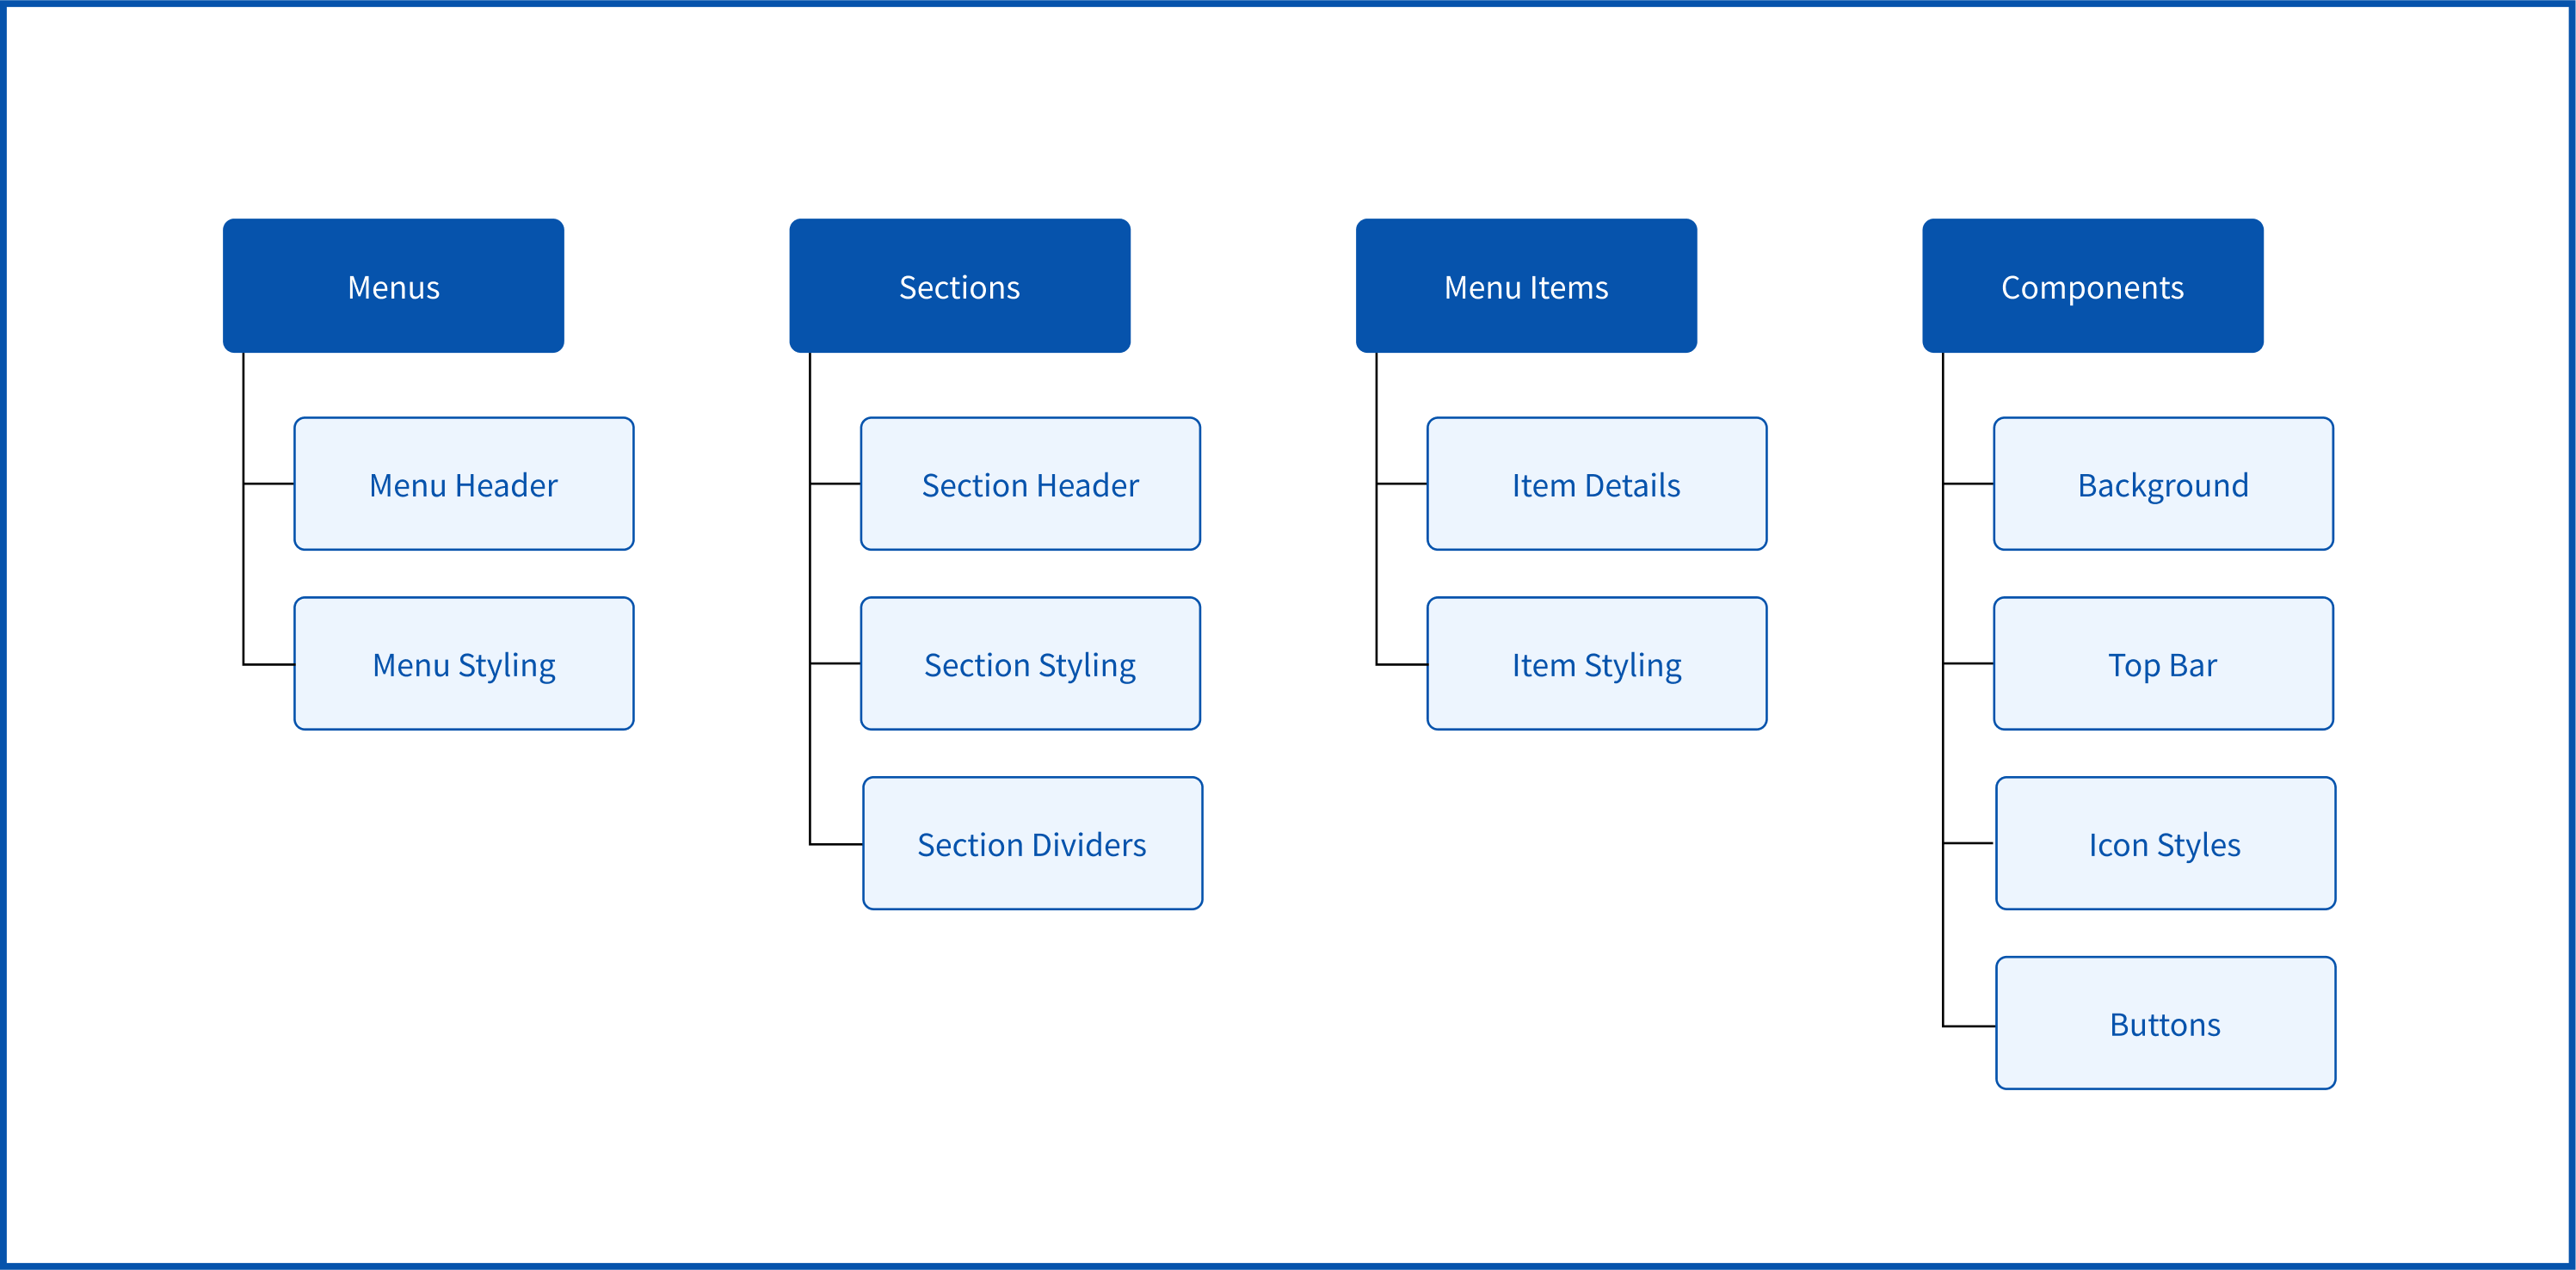 Menus
Menu Header
Menu Styling
Sections
Section Header
Section Styling
Section Dividers
Menu Items
Item Details
Item Styling
Components
Background
Top Bar
Icon Styles
Buttons